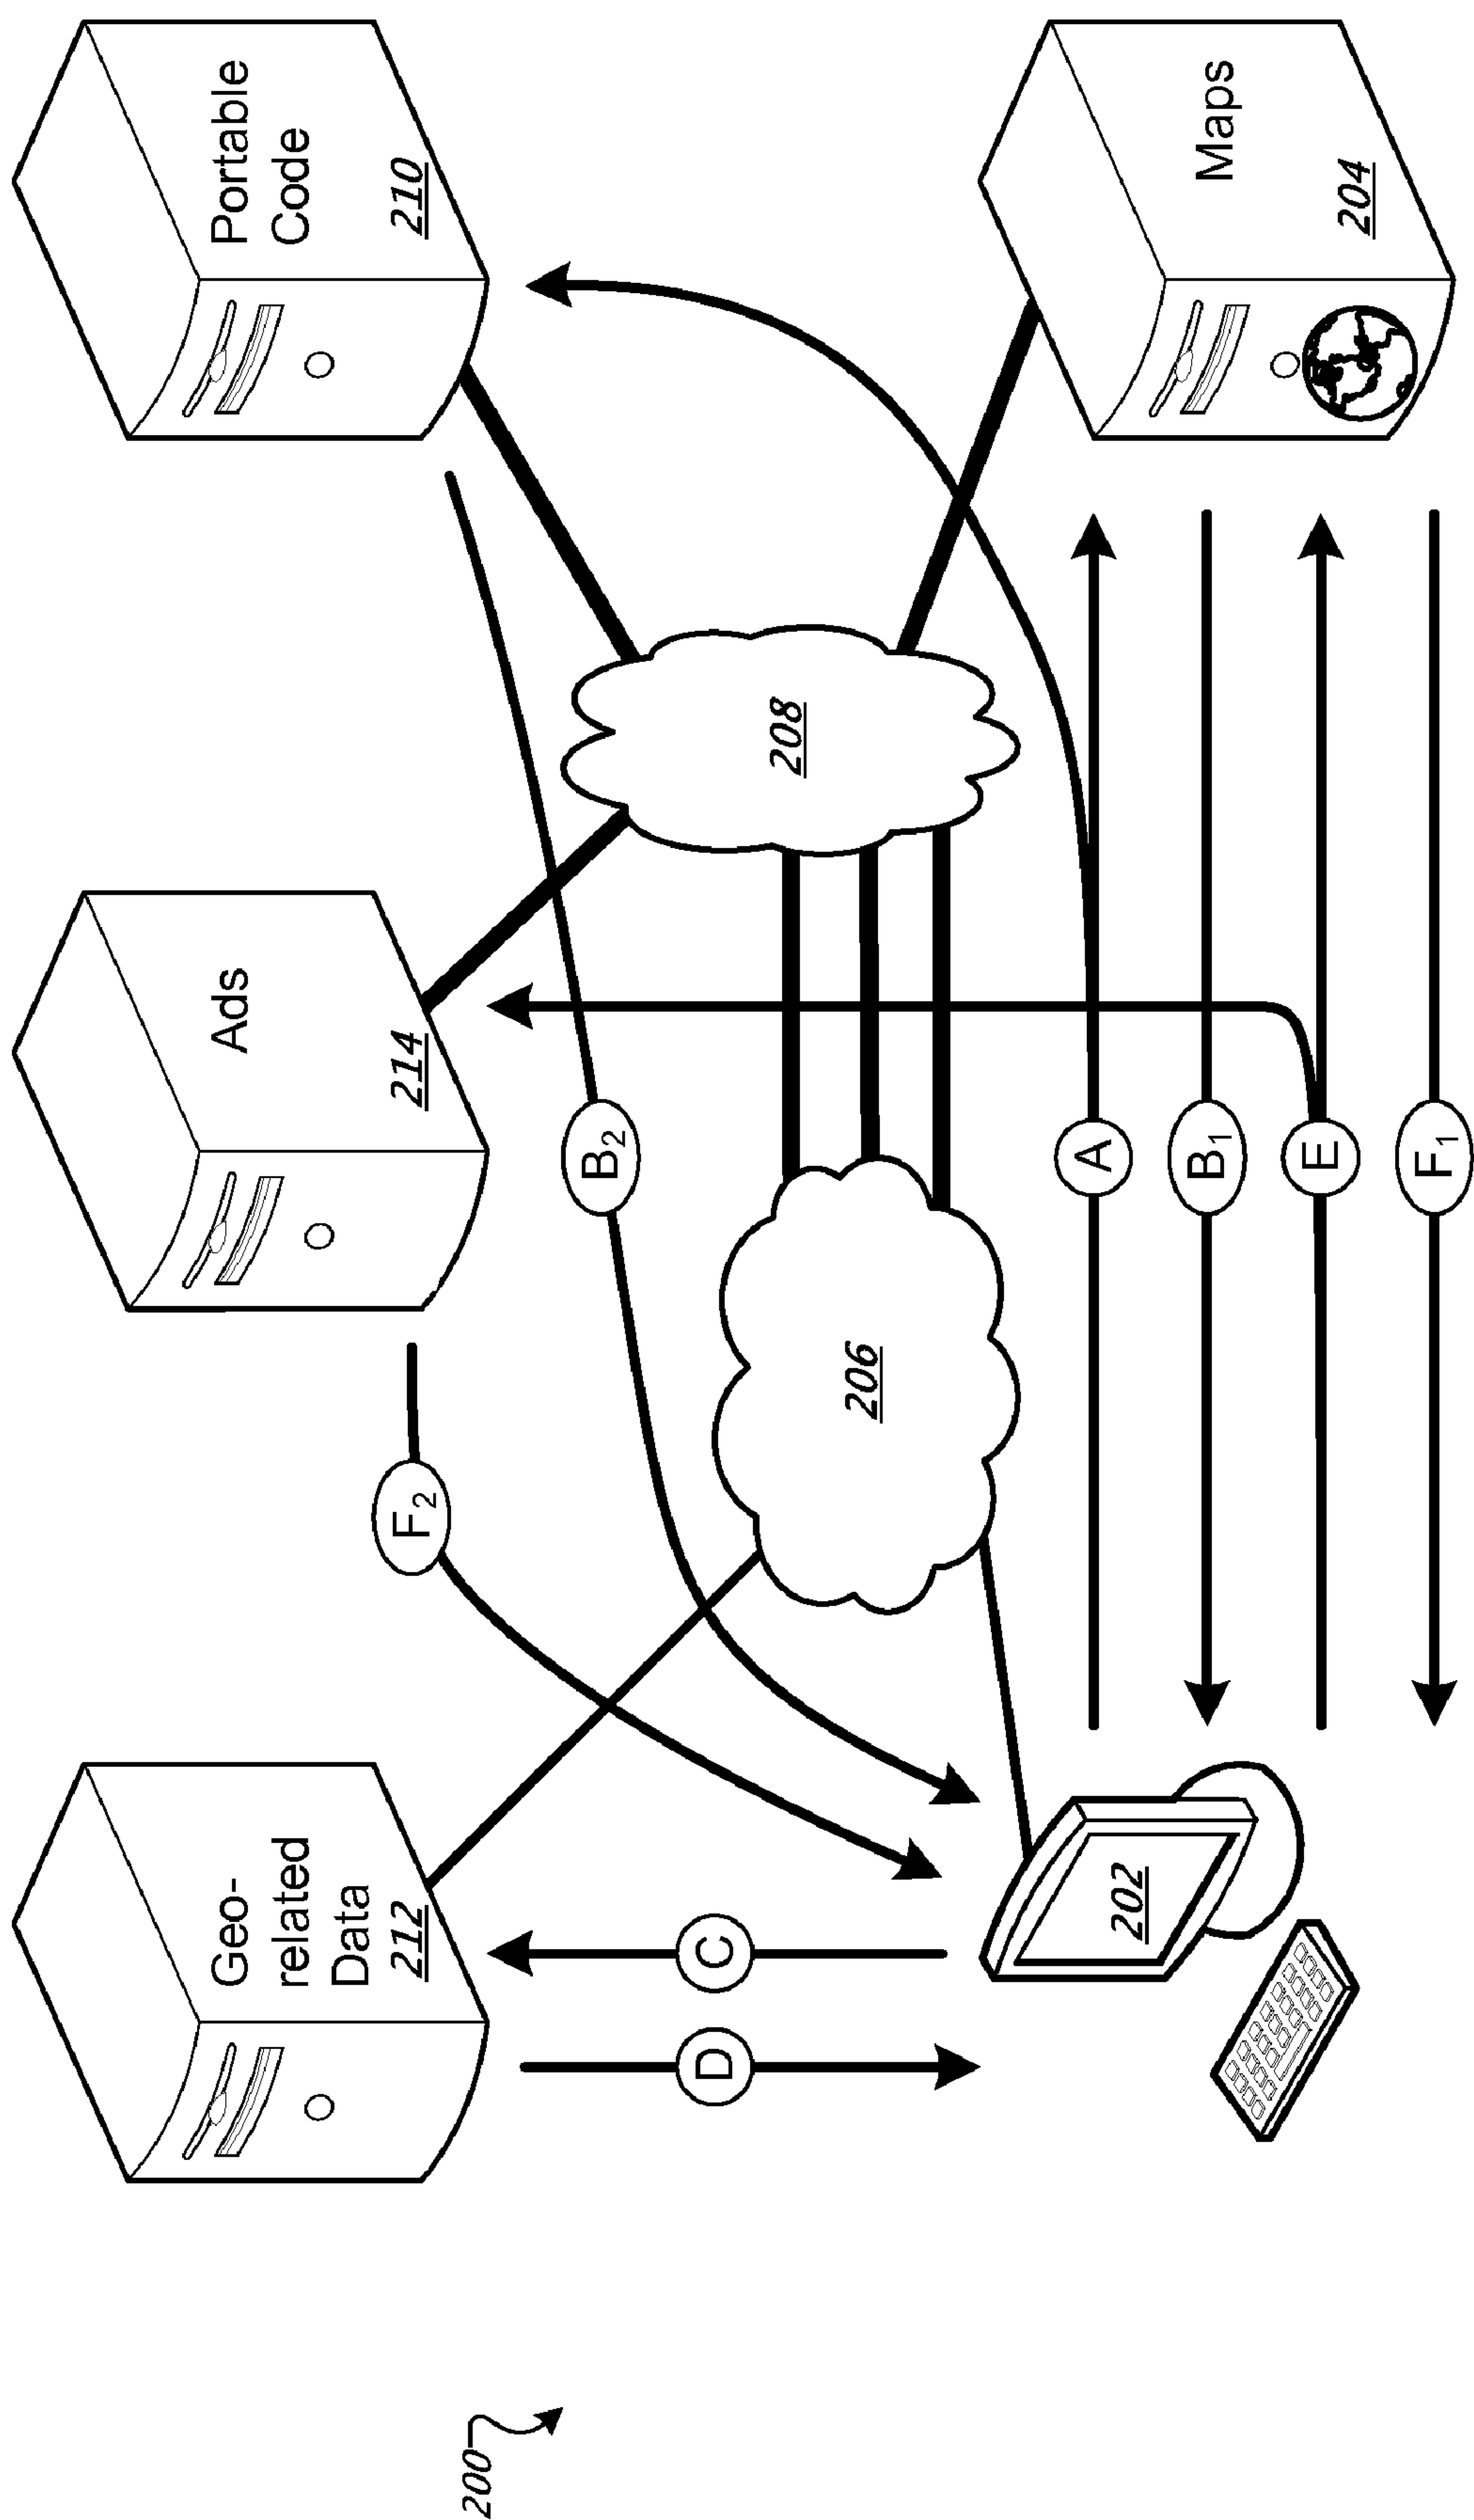 200
Geo-
related
Data
212
Ads
214
Portable
Code
210
F2
B2
C
D
206
208
202
A
B1
E
F1
Maps
204